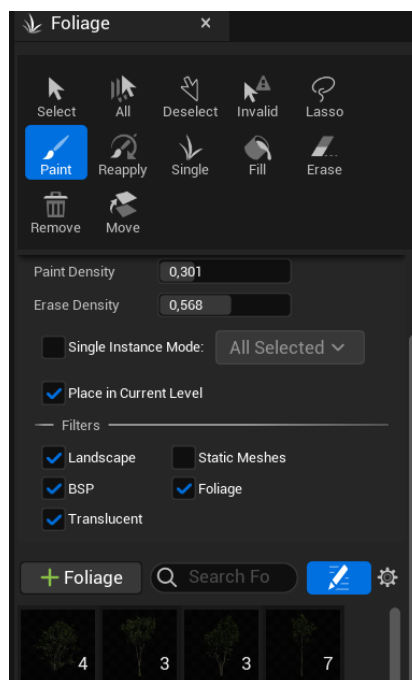 Foliage ×
Select All Deselect Invalid Lasso
Paint Reapply Single Fill Erase
Remove Move
Paint Density 0,301
Erase Density 0,568
Single Instance Mode: All Selected
Place in Current Level
Filters
Landscape Static Meshes
BSP Foliage
Translucent
+ Foliage Search Fo
4 3 3 7